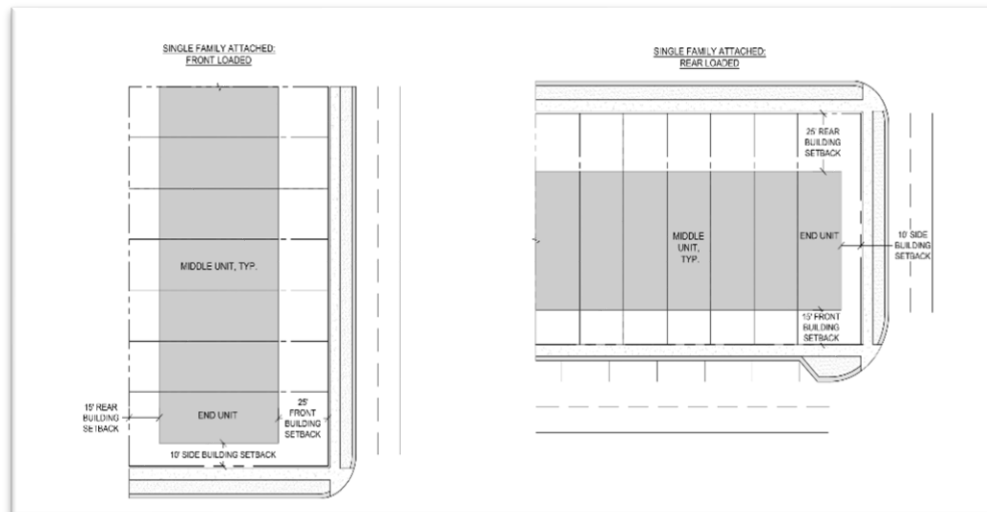 SINGLE FAMILY ATTACHED:
FRONT LOADED
MIDDLE UNIT, TYP.
15' REAR
BUILDING
SETBACK
END UNIT
25'
FRONT
BUILDING
SETBACK
10' SIDE BUILDING SETBACK
SINGLE FAMILY ATTACHED:
REAR LOADED
25' REAR
BUILDING
SETBACK
MIDDLE
UNIT,
TYP.
END UNIT
10' SIDE
BUILDING
SETBACK
15' FRONT
BUILDING
SETBACK